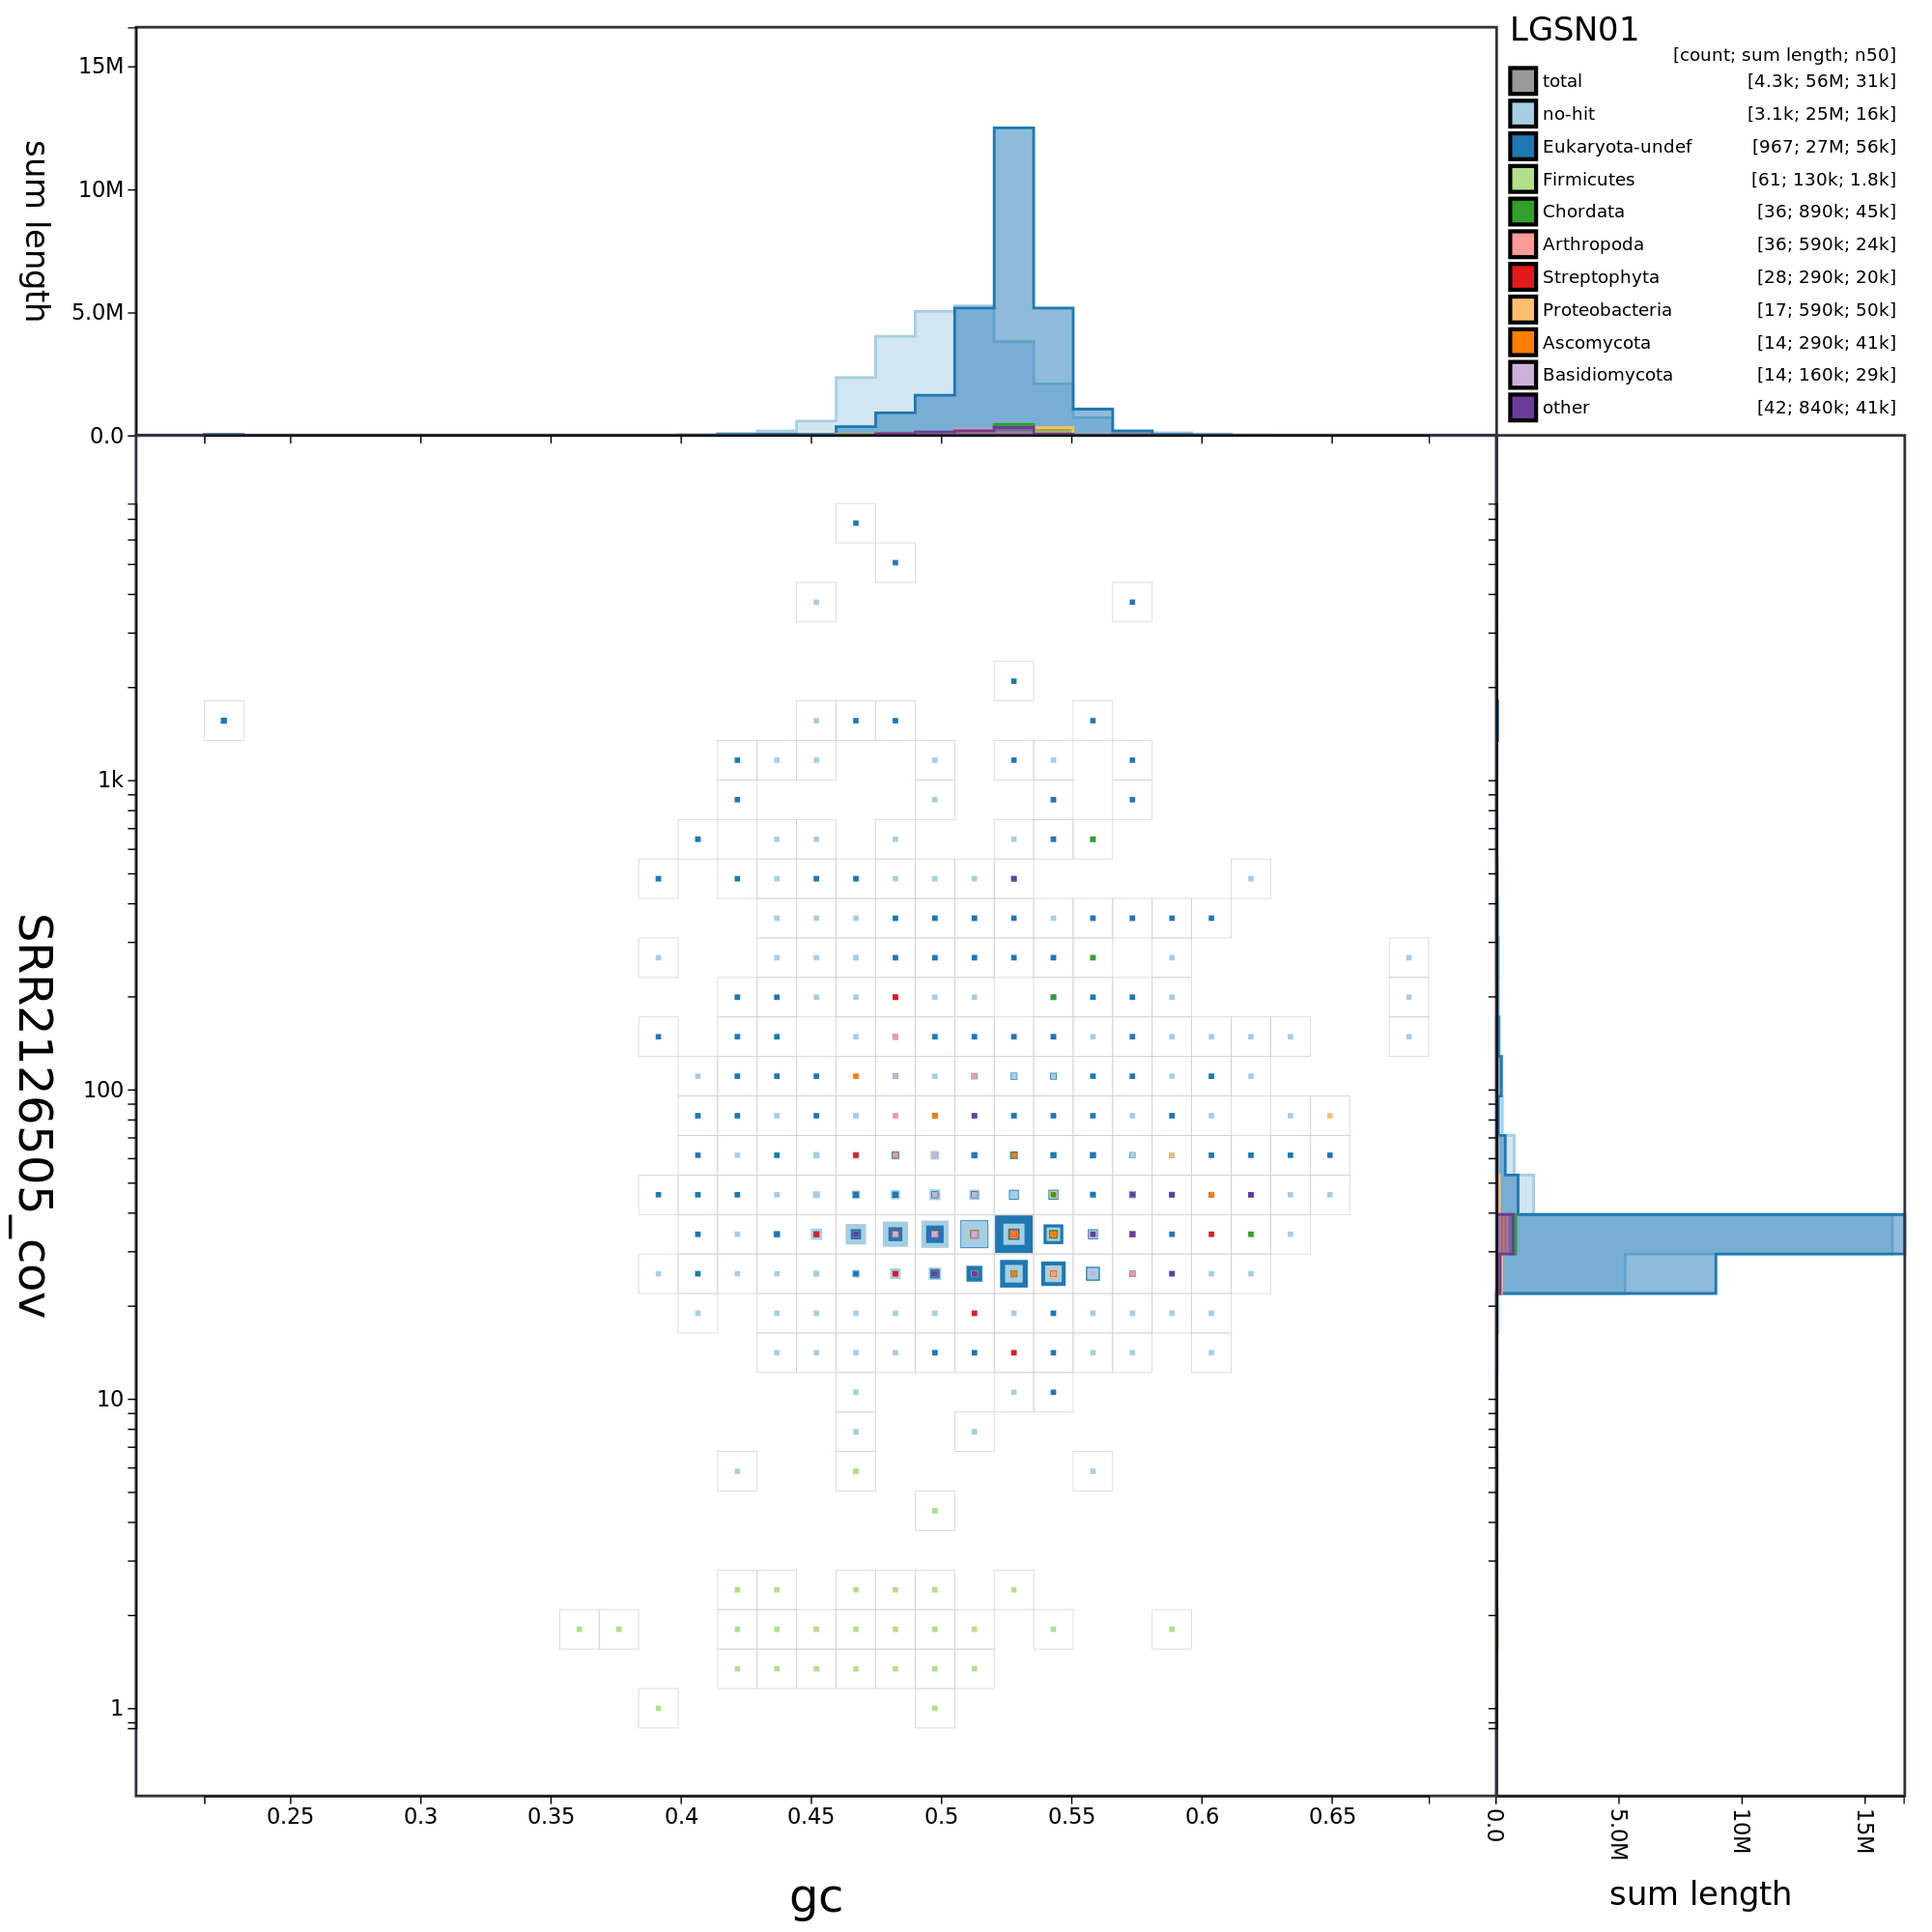 LGSN01
[count; sum length; n50]
total [4.3k; 56M; 31k]
no-hit [3.1k; 25M; 16k]
Eukaryota-undef [967; 27M; 56k]
Firmicutes [61; 130k; 1.8k]
Chordata [36; 890k; 45k]
Arthropoda [36; 590k; 24k]
Streptophyta [28; 290k; 20k]
Proteobacteria [17; 590k; 50k]
Ascomycota [14; 290k; 41k]
Basidiomycota [14; 160k; 29k]
other [42; 840k; 41k]
sum length
15M
10M
5.0M
0.0
SRR2126505_cov
1k
100
10
1
0.25 0.3 0.35 0.4 0.45 0.5 0.55 0.6 0.65
gc
0.0 5.0M 10M 15M
sum length